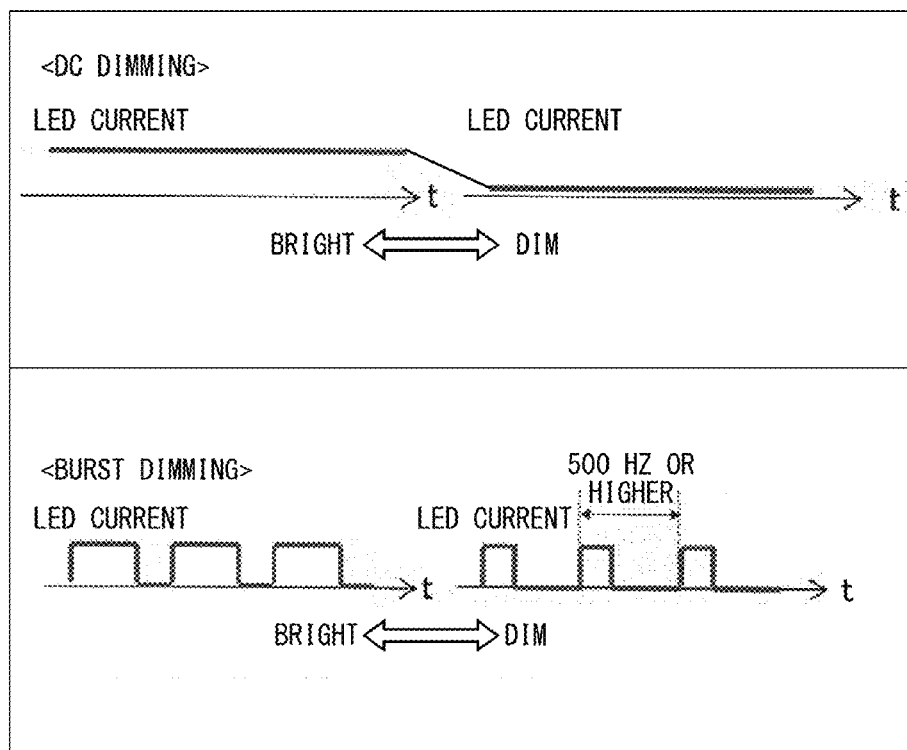 <DC DIMMING>
LED CURRENT
LED CURRENT
t
t
BRIGHT
DIM
<BURST DIMMING>
500 HZ OR
HIGHER
LED CURRENT
LED CURRENT
t
t
BRIGHT
DIM